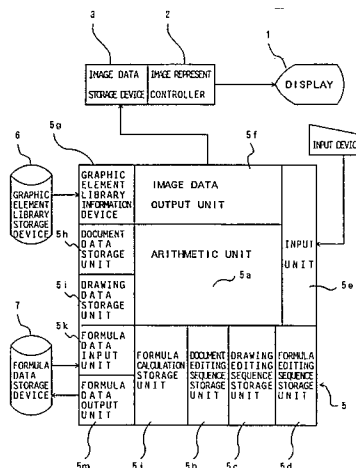 3
2
1
IMAGE DATA
STORAGE DEVICE
IMAGE REPRESENT
CONTROLLER
DISPLAY
INPUT DEVICE
5g
5f
6
GRAPHIC
ELEMENT
LIBRARY
STORAGE
DEVICE
GRAPHIC
ELEMENT
LIBRARY
INFORMATION
DEVICE
IMAGE DATA
OUTPUT UNIT
5h
DOCUMENT
DATA
STORAGE
UNIT
ARITHMETIC UNIT
5a
INPUT
UNIT
5e
5i
DRAWING
DATA
STORAGE
UNIT
7
5k
FORMULA
DATA
STORAGE
DEVICE
FORMULA
DATA
INPUT
UNIT
FORMULA
DATA
OUTPUT
UNIT
FORMULA
CALCULATION
STORAGE
UNIT
DOCUMENT
EDITING
SEQUENCE
STORAGE
UNIT
DRAWING
EDITING
SEQUENCE
STORAGE
UNIT
FORMULA
EDITING
SEQUENCE
STORAGE
UNIT
5
5m
5j
5b
5c
5d